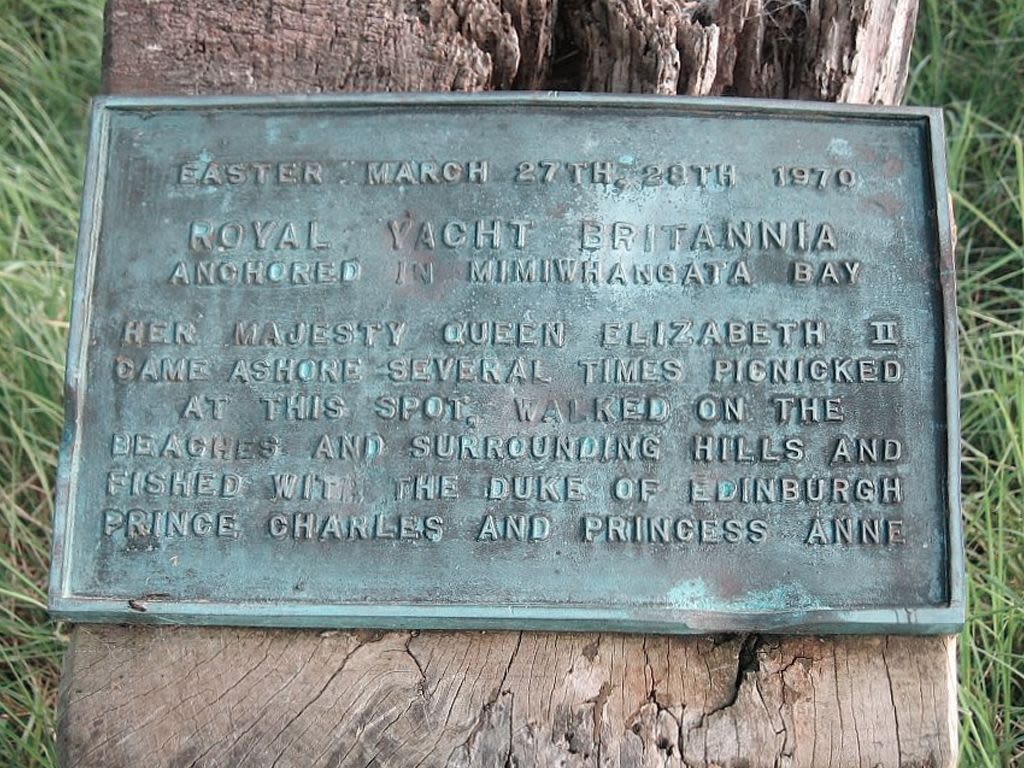 EASTER MARCH 27TH, 28TH 1970
ROYAL YACHT BRITANNIA
ANCHORED IN MIMIWHANGATA BAY
HER MAJESTY QUEEN ELIZABETH II
CAME ASHORE SEVERAL TIMES PICNICKED
AT THIS SPOT, WALKED ON THE
BEACHES AND SURROUNDING HILLS AND
FISHED WITH THE DUKE OF EDINBURGH
PRINCE CHARLES AND PRINCESS ANNE